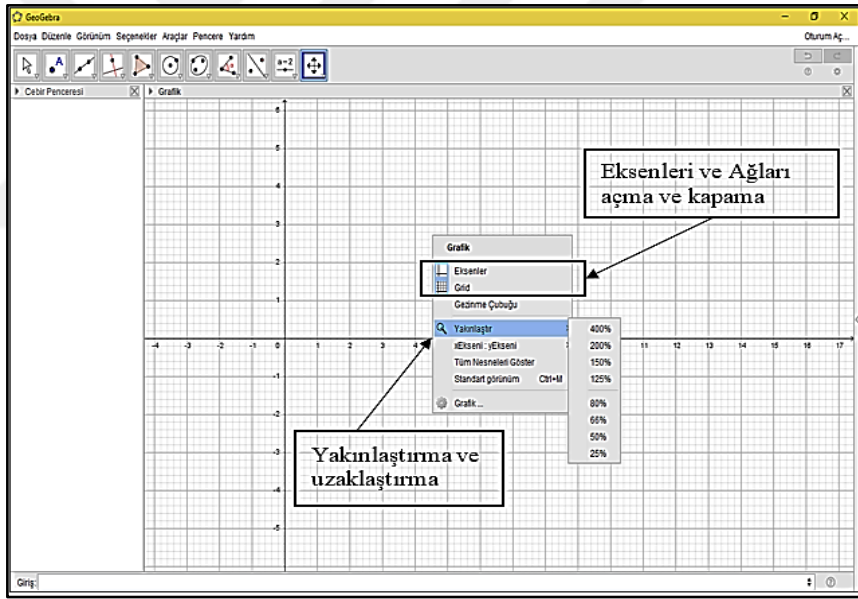 GeoGebra
Dosya Düzenle Görünüm Seçenekler Araçlar Pencere Yardım
Oturum Aç...
A
a=2
Cebir Penceresi
Grafik
6
4
3
2
1
0
-1
-2
-3
-4
-5
-4 -3 -2 -1 0 1 2 3 4 11 12 13 14 15 16 17
Eksenleri ve Ağları
açma ve kapama
Grafik
Eksenler
Grid
Gezinme Çubuğu
Yakınlaştır
xEkseni : yEkseni
Tüm Nesneleri Göster
Standart görünüm Ctrl+M
Grafik ...
400%
200%
150%
125%
80%
66%
50%
25%
Yakınlaştırma ve
uzaklaştırma
Giriş: